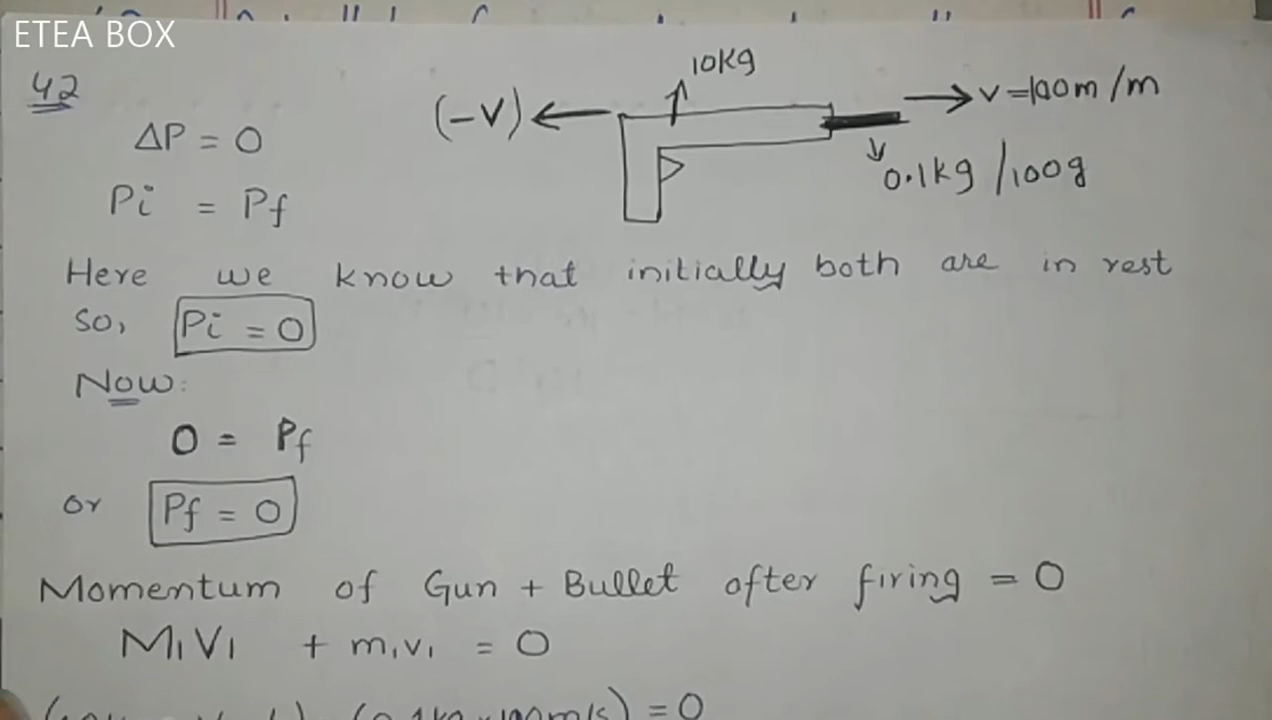 ETEA BOX
42
10kg
(-v)
v=100m/m
0.1kg/100g
ΔP = 0
Pi = Pf
Here we know that initially both are in rest
so, Pi = 0
Now:
0 = Pf
or Pf = 0
Momentum of Gun + Bullet after firing = 0
M1V1 + m1v1 = 0
= 0